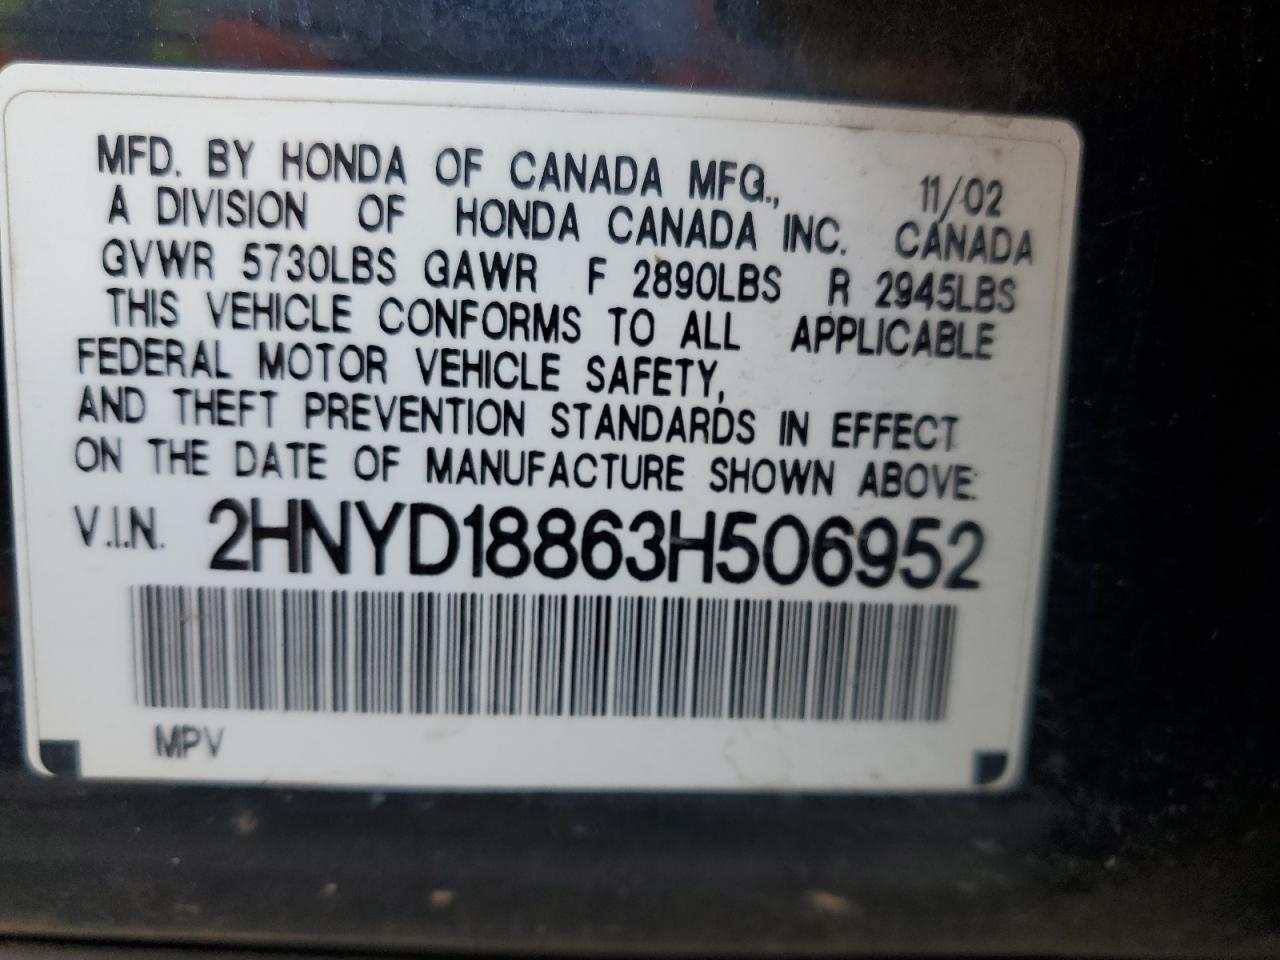 MFD. BY HONDA OF CANADA MFG., 11/02
A DIVISION OF HONDA CANADA INC. CANADA
GVWR 5730LBS GAWR F 2890LBS R 2945LBS
THIS VEHICLE CONFORMS TO ALL APPLICABLE
FEDERAL MOTOR VEHICLE SAFETY,
AND THEFT PREVENTION STANDARDS IN EFFECT
ON THE DATE OF MANUFACTURE SHOWN ABOVE:
V.I.N. 2HNYD18863H506952
MPV